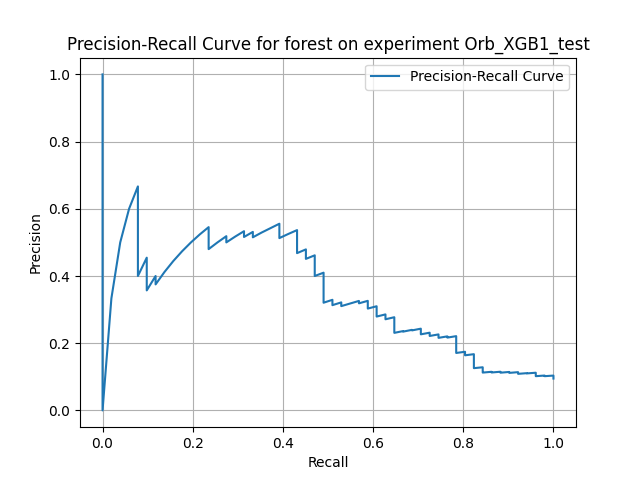 Precision-Recall Curve for forest on experiment Orb_XGB1_test
Precision-Recall Curve
1.0
0.8
0.6
0.4
0.2
0.0
Precision
0.0 0.2 0.4 0.6 0.8 1.0
Recall